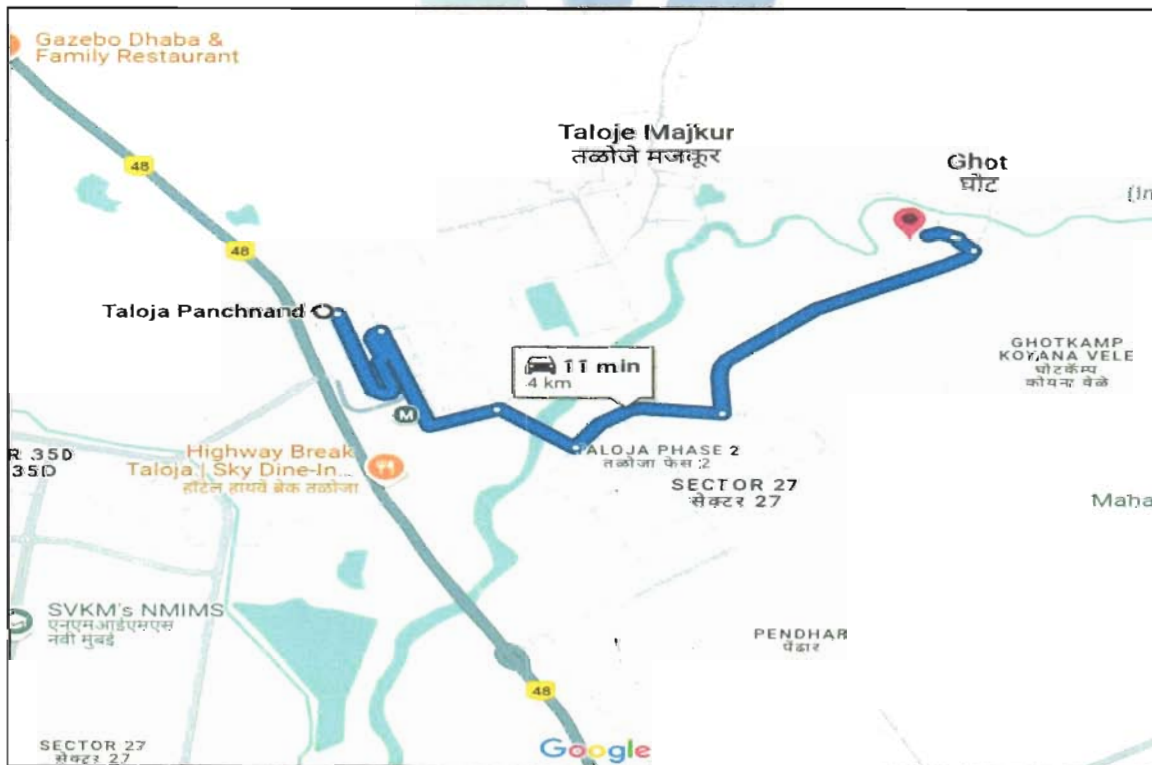 Gazebo Dhaba &
Family Restaurant
48
Taloje Majkur
तळोजे मजकूर
Ghot
घोट
48
Taloja Panchnand
11 min
4 km
GHOTKAMP
KOYANA VELE
घोटकॅम्प
कोयना वेळे
M
R 35D
35D
Highway Break
Taloja | Sky Dine-In...
हॉटेल हायवे ब्रेक तळोजा
TALOJA PHASE 2
तळोजा फेस 2
SECTOR 27
सेक्टर 27
Maha
SVKM's NMIMS
एनएमआईएमएस
नवी मुंबई
PENDHAR
पेंढार
48
SECTOR 27
सेक्टर 27
Google